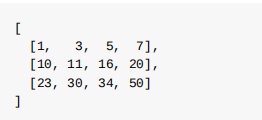 [
[1,   3,  5,  7],
[10, 11, 16, 20],
[23, 30, 34, 50]
]